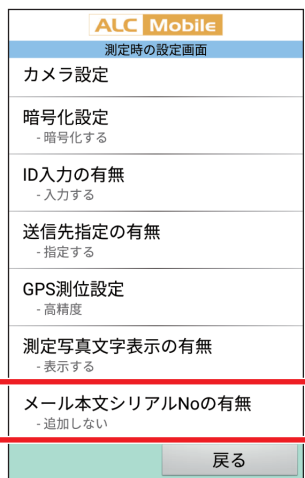 ALC Mobile
測定時の設定画面
カメラ設定
暗号化設定
- 暗号化する
ID入力の有無
- 入力する
送信先指定の有無
- 指定する
GPS測位設定
- 高精度
測定写真文字表示の有無
- 表示する
メール本文シリアルNoの有無
- 追加しない
戻る